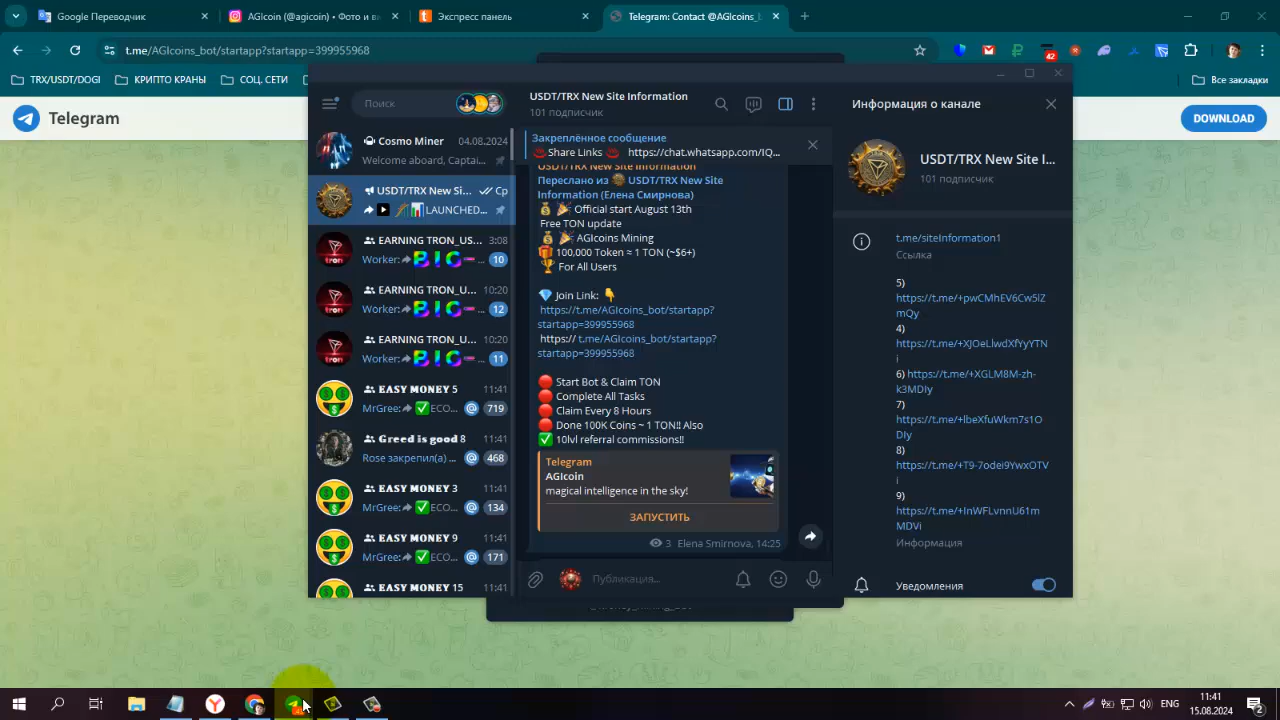 Google Переводчик
AGIcoin (@agicoin) • Фото и ви
Экспресс панель
Telegram: Contact @AGIcoins_b
t.me/AGIcoins_bot/startapp?startapp=399955968
42
TRX/USDT/DOGI
КРИПТО КРАНЫ
СОЦ. СЕТИ
Все закладки
Telegram
DOWNLOAD
Поиск
Cosmo Miner
04.08.2024
Welcome aboard, Captai...
USDT/TRX New Si...
Ср
LAUNCHED...
EARNING TRON_US...
3:08
Worker:
BIG
10
EARNING TRON_U...
10:20
Worker:
BIG
12
EARNING TRON_U...
10:20
Worker:
BIG
11
EASY MONEY 5
11:41
MrGree:
ECO...
@
719
Greed is good 8
11:41
Rose закрепил(а) ...
@
468
EASY MONEY 3
11:41
MrGree:
ECO...
@
134
EASY MONEY 9
11:41
MrGree:
ECO...
@
171
EASY MONEY 15
11:41
USDT/TRX New Site Information
101 подписчик
Закреплённое сообщение
Share Links https://chat.whatsapp.com/IQ...
USDT/TRX New Site Information
Переслано из USDT/TRX New Site
Information (Елена Смирнова)
Official start August 13th
Free TON update
AGIcoins Mining
100,000 Token ≈ 1 TON (~$6+)
For All Users
Join Link:
https://t.me/AGIcoins_bot/startapp?
startapp=399955968
https:// t.me/AGIcoins_bot/startapp?
startapp=399955968
Start Bot & Claim TON
Complete All Tasks
Claim Every 8 Hours
Done 100K Coins ~ 1 TON!! Also
10lvl referral commissions!!
Telegram
AGIcoin
magical intelligence in the sky!
ЗАПУСТИТЬ
3 Elena Smirnova, 14:25
Публикация...
Информация о канале
USDT/TRX New Site I...
101 подписчик
t.me/siteInformation1
Ссылка
5)
https://t.me/+pwCMhEV6Cw5lZ
mQy
4)
https://t.me/+XJOeLlwdXfYyYTN
i
6) https://t.me/+XGLM8M-zh-
k3MDIy
7)
https://t.me/+lbeXfuWkm7s1O
DIy
8)
https://t.me/+T9-7odei9YwxOTV
i
9)
https://t.me/+InWFLvnnU61m
MDVi
Информация
Уведомления
ENG
11:41
15.08.2024
2